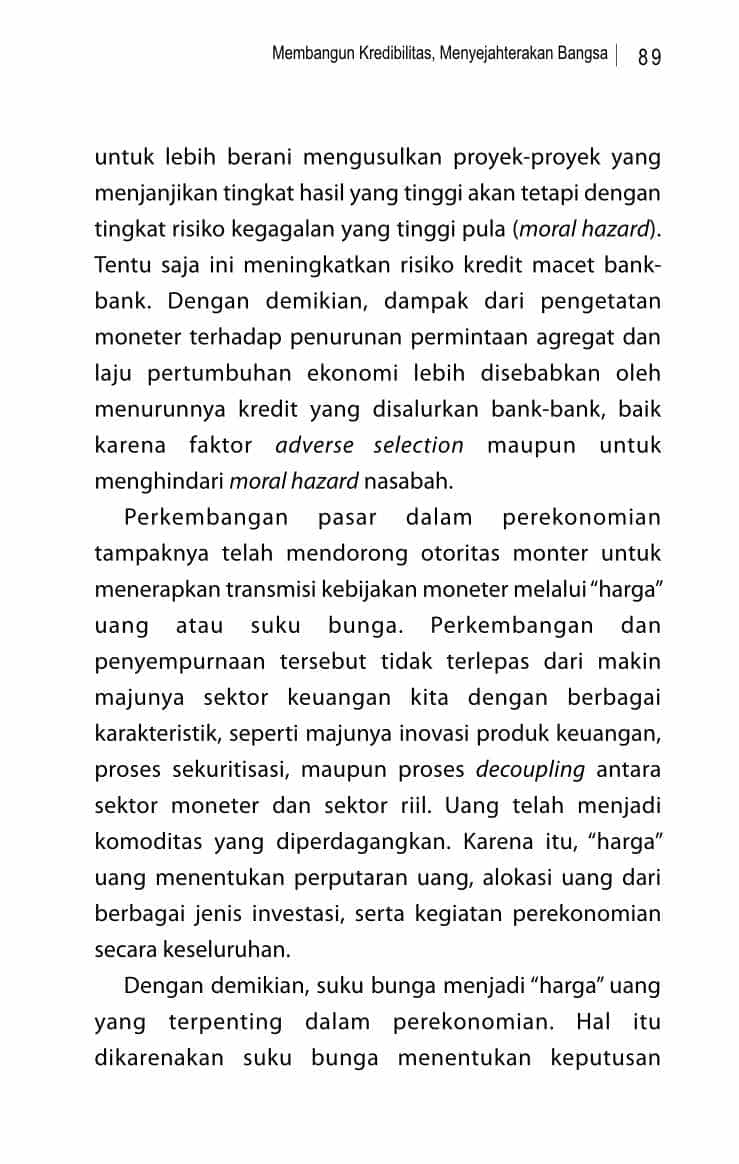 Membangun Kredibilitas, Menyejahterakan Bangsa | 89
untuk lebih berani mengusulkan proyek-proyek yang
menjanjikan tingkat hasil yang tinggi akan tetapi dengan
tingkat risiko kegagalan yang tinggi pula (moral hazard).
Tentu saja ini meningkatkan risiko kredit macet bank-
bank. Dengan demikian, dampak dari pengetatan
moneter terhadap penurunan permintaan agregat dan
laju pertumbuhan ekonomi lebih disebabkan oleh
menurunnya kredit yang disalurkan bank-bank, baik
karena faktor adverse selection maupun untuk
menghindari moral hazard nasabah.
Perkembangan pasar dalam perekonomian
tampaknya telah mendorong otoritas monter untuk
menerapkan transmisi kebijakan moneter melalui “harga”
uang atau suku bunga. Perkembangan dan
penyempurnaan tersebut tidak terlepas dari makin
majunya sektor keuangan kita dengan berbagai
karakteristik, seperti majunya inovasi produk keuangan,
proses sekuritisasi, maupun proses decoupling antara
sektor moneter dan sektor riil. Uang telah menjadi
komoditas yang diperdagangkan. Karena itu, “harga”
uang menentukan perputaran uang, alokasi uang dari
berbagai jenis investasi, serta kegiatan perekonomian
secara keseluruhan.
Dengan demikian, suku bunga menjadi “harga” uang
yang terpenting dalam perekonomian. Hal itu
dikarenakan suku bunga menentukan keputusan